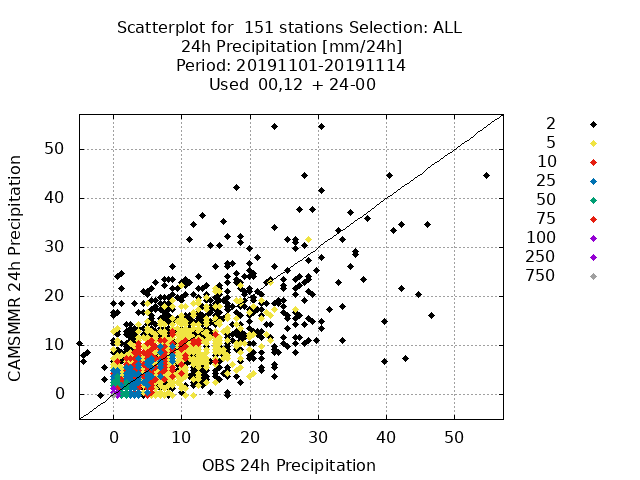 Scatterplot for 151 stations Selection: ALL
24h Precipitation [mm/24h]
Period: 20191101-20191114
Used 00,12 + 24-00
CAMSMMR 24h Precipitation
50
40
30
20
10
0
0 10 20 30 40 50
OBS 24h Precipitation
2
5
10
25
50
75
100
250
750